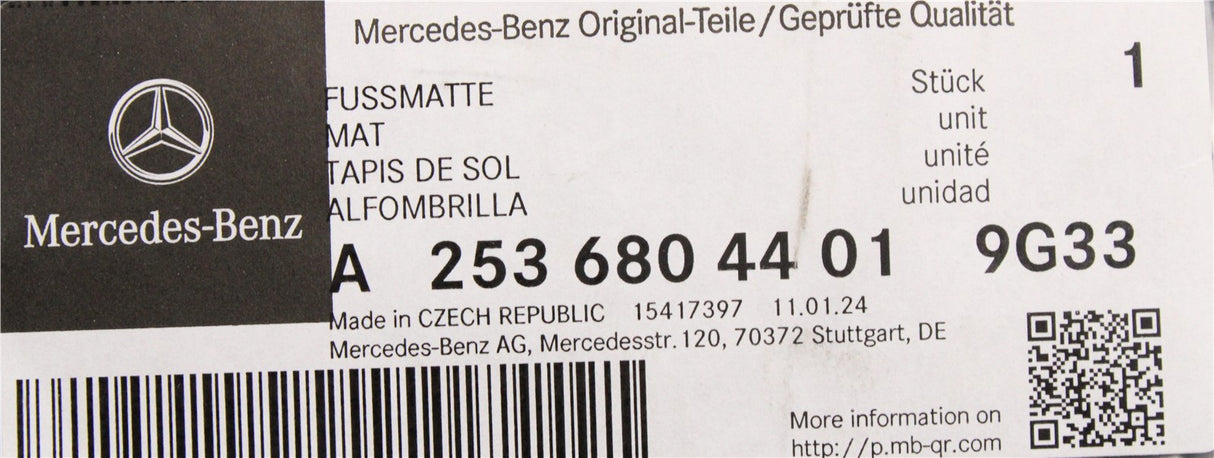 Mercedes-Benz Original-Teile/Geprüfte Qualität
Mercedes-Benz
FUSSMATTE
MAT
TAPIS DE SOL
ALFOMBRILLA
Stück 1
unit
unité
unidad
A 253 680 44 01 9G33
Made in CZECH REPUBLIC 15417397 11.01.24
Mercedes-Benz AG, Mercedesstr. 120, 70372 Stuttgart, DE
More information on
http://p.mb-qr.com